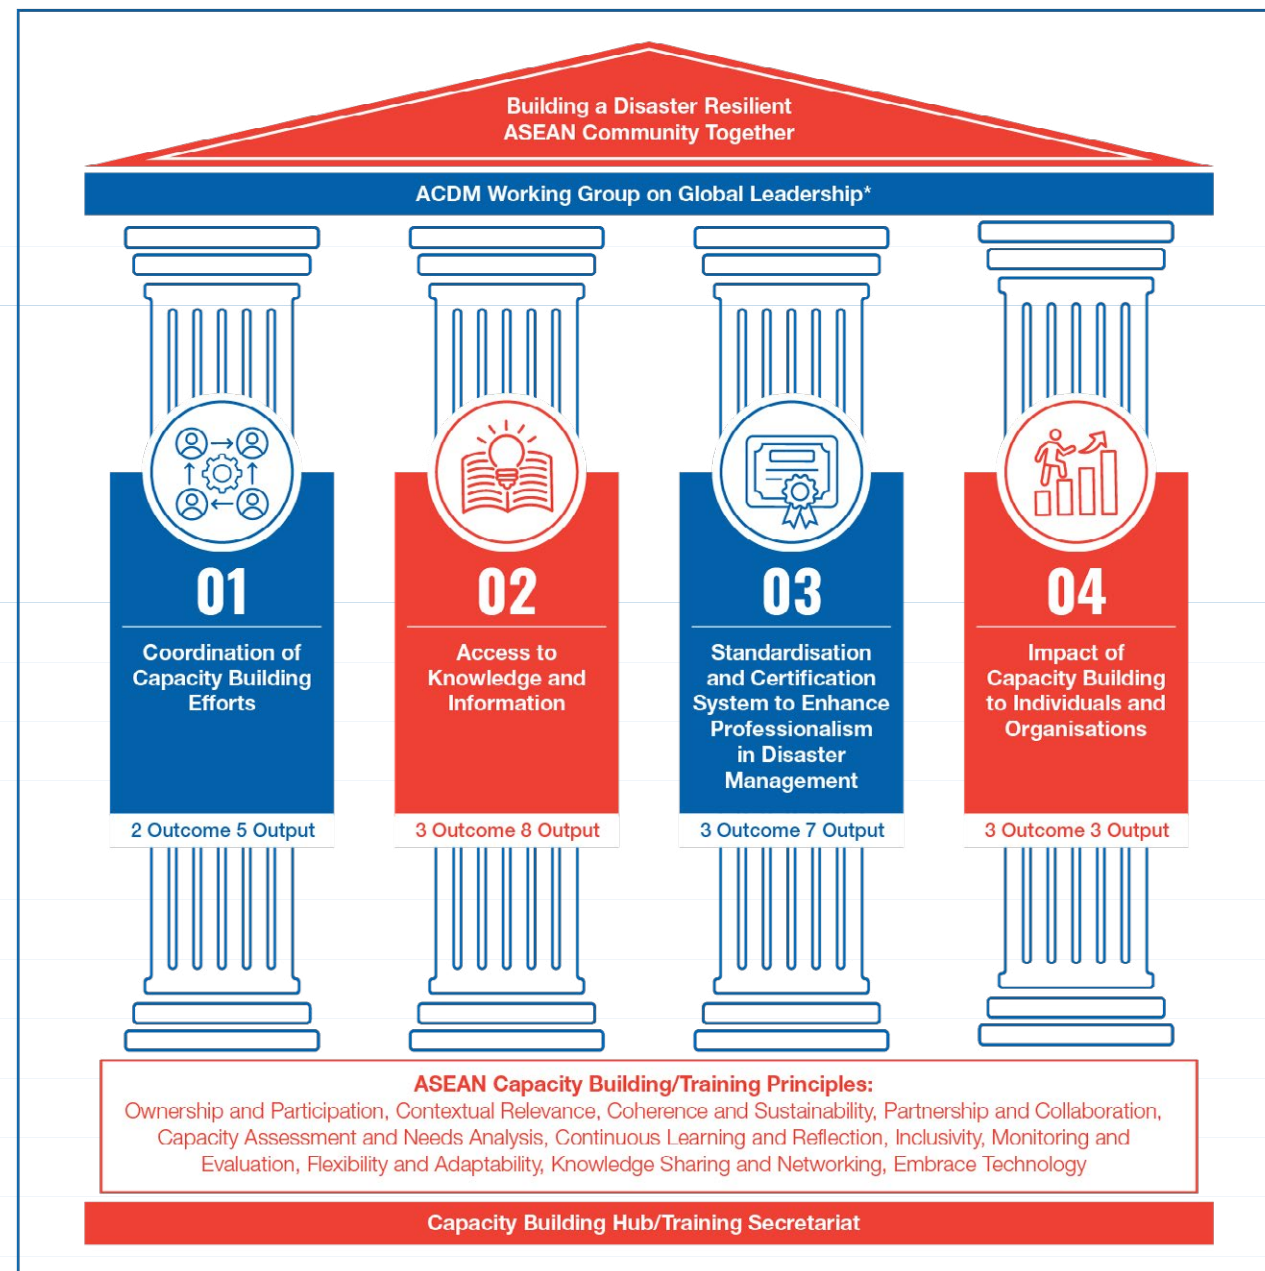 Building a Disaster Resilient
ASEAN Community Together
ACDM Working Group on Global Leadership*
01
Coordination of
Capacity Building
Efforts
2 Outcome 5 Output
02
Access to
Knowledge and
Information
3 Outcome 8 Output
03
Standardisation
and Certification
System to Enhance
Professionalism
in Disaster
Management
3 Outcome 7 Output
04
Impact of
Capacity Building
to Individuals and
Organisations
3 Outcome 3 Output
ASEAN Capacity Building/Training Principles:
Ownership and Participation, Contextual Relevance, Coherence and Sustainability, Partnership and Collaboration,
Capacity Assessment and Needs Analysis, Continuous Learning and Reflection, Inclusivity, Monitoring and
Evaluation, Flexibility and Adaptability, Knowledge Sharing and Networking, Embrace Technology
Capacity Building Hub/Training Secretariat